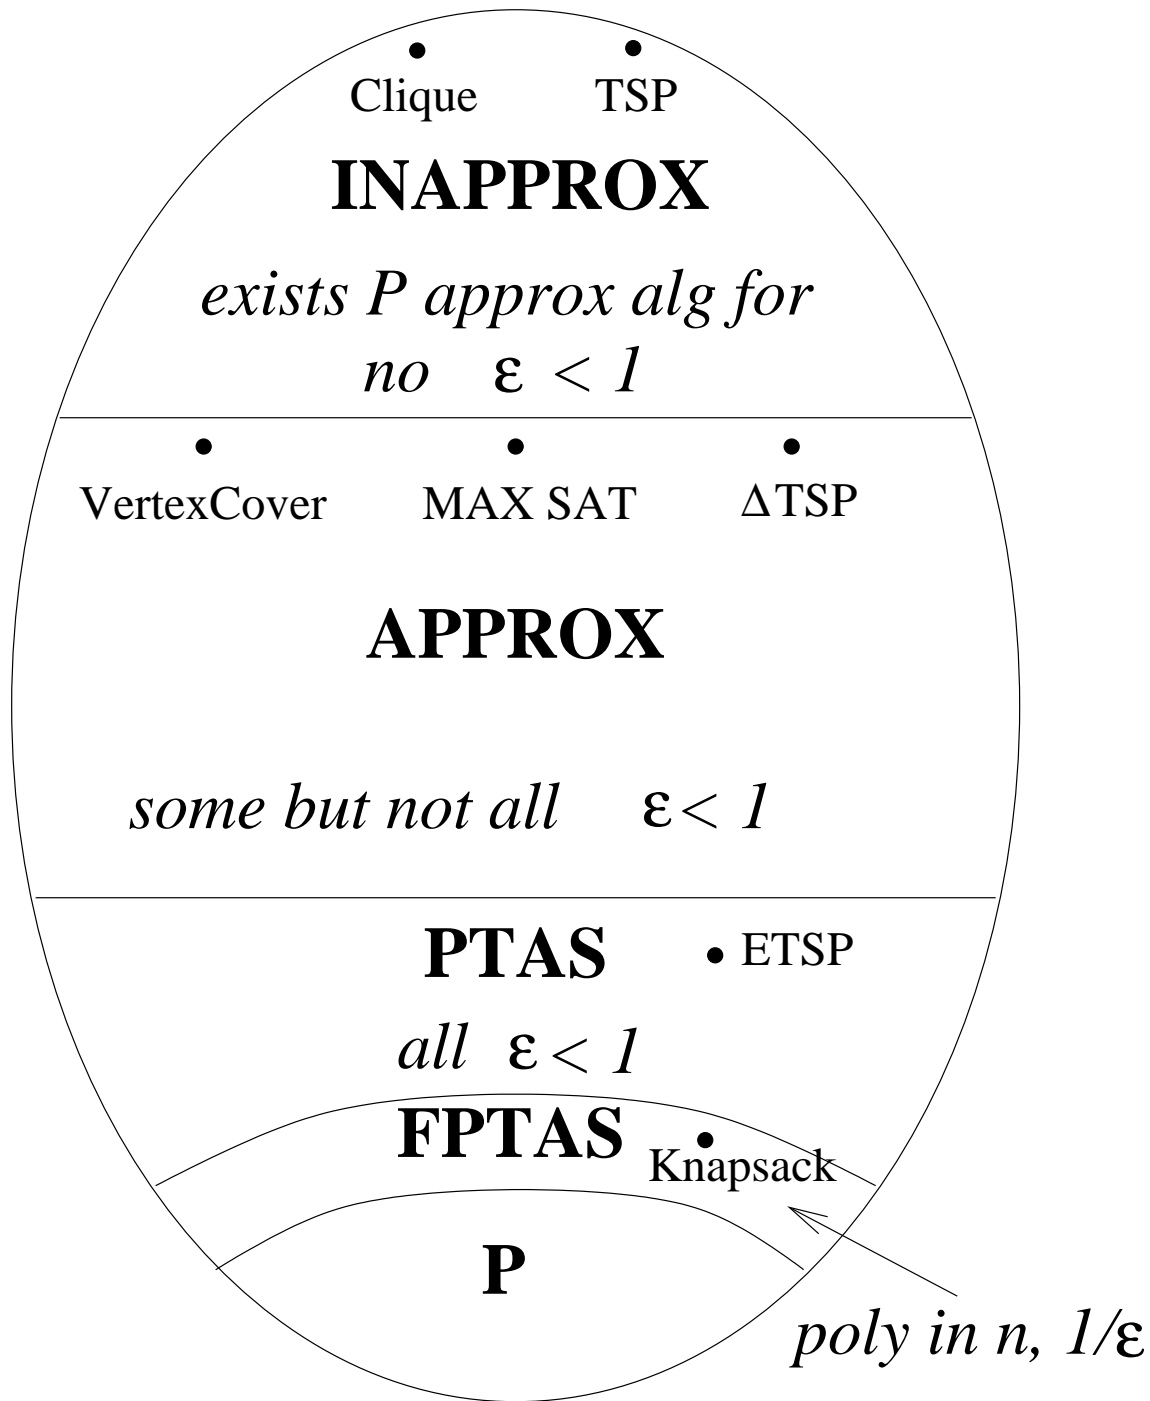 Clique TSP
INAPPROX
exists P approx alg for
no ε < 1
VertexCover MAX SAT ΔTSP
APPROX
some but not all ε < 1
PTAS ETSP
all ε < 1
FPTAS
Knapsack
P
poly in n, 1/ε